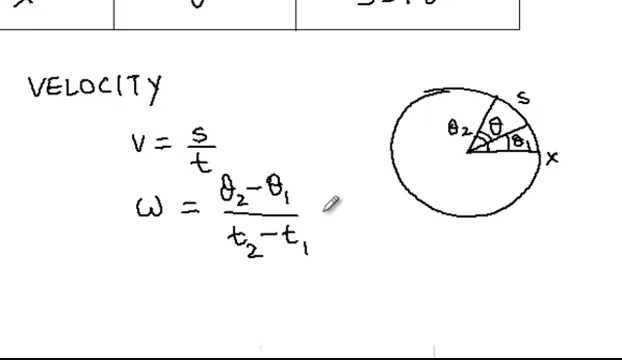 VELOCITY
v = s/t
ω = θ₂-θ₁/t₂-t₁
s
θ₂ θ θ₁
x